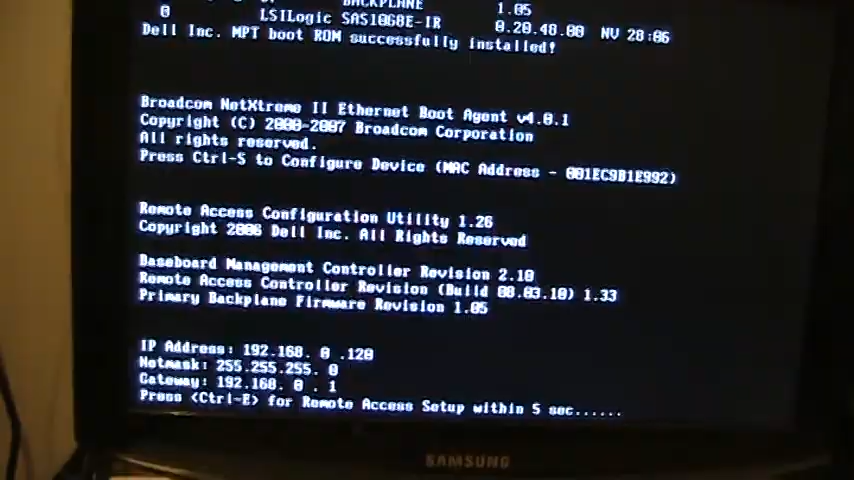 BACKPLANE 1.05
0 LSILogic SAS1068E-IR 0.20.48.00 NV 28:06
Dell Inc. MPT boot ROM successfully installed!
Broadcom NetXtreme II Ethernet Boot Agent v4.0.1
Copyright (C) 2000-2007 Broadcom Corporation
All rights reserved.
Press Ctrl-S to Configure Device (MAC Address - 001EC9B1E992)
Remote Access Configuration Utility 1.26
Copyright 2006 Dell Inc. All Rights Reserved
Baseboard Management Controller Revision 2.10
Remote Access Controller Revision (Build 08.03.10) 1.33
Primary Backplane Firmware Revision 1.05
IP Address: 192.168. 0 .120
Netmask: 255.255.255. 0
Gateway: 192.168. 0 . 1
Press <Ctrl-E> for Remote Access Setup within 5 sec......
SAMSUNG